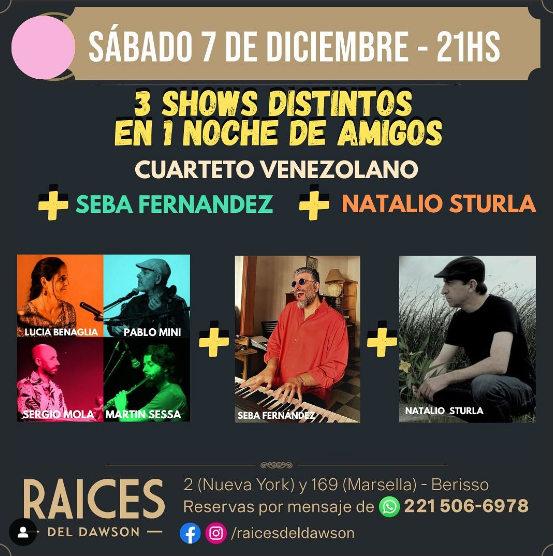 SÁBADO 7 DE DICIEMBRE - 21HS
3 SHOWS DISTINTOS
EN 1 NOCHE DE AMIGOS
CUARTETO VENEZOLANO
+ SEBA FERNANDEZ + NATALIO STURLA
LUCIA BENAGLIA
PABLO MINI
SERGIO MOLA
MARTIN SESSA
+
SEBA FERNANDEZ
+
NATALIO STURLA
RAICES
- DEL DAWSON -
2 (Nueva York) y 169 (Marsella) - Berisso
Reservas por mensaje de 221 506-6978
/raicesdeldawson